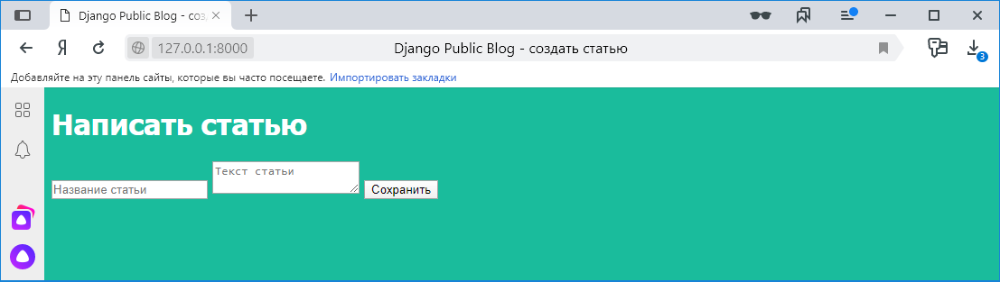 Django Public Blog - соз
Я 127.0.0.1:8000 Django Public Blog - создать статью
3
Добавляйте на эту панель сайты, которые вы часто посещаете. Импортировать закладки
Написать статью
Название статьи Текст статьи Сохранить